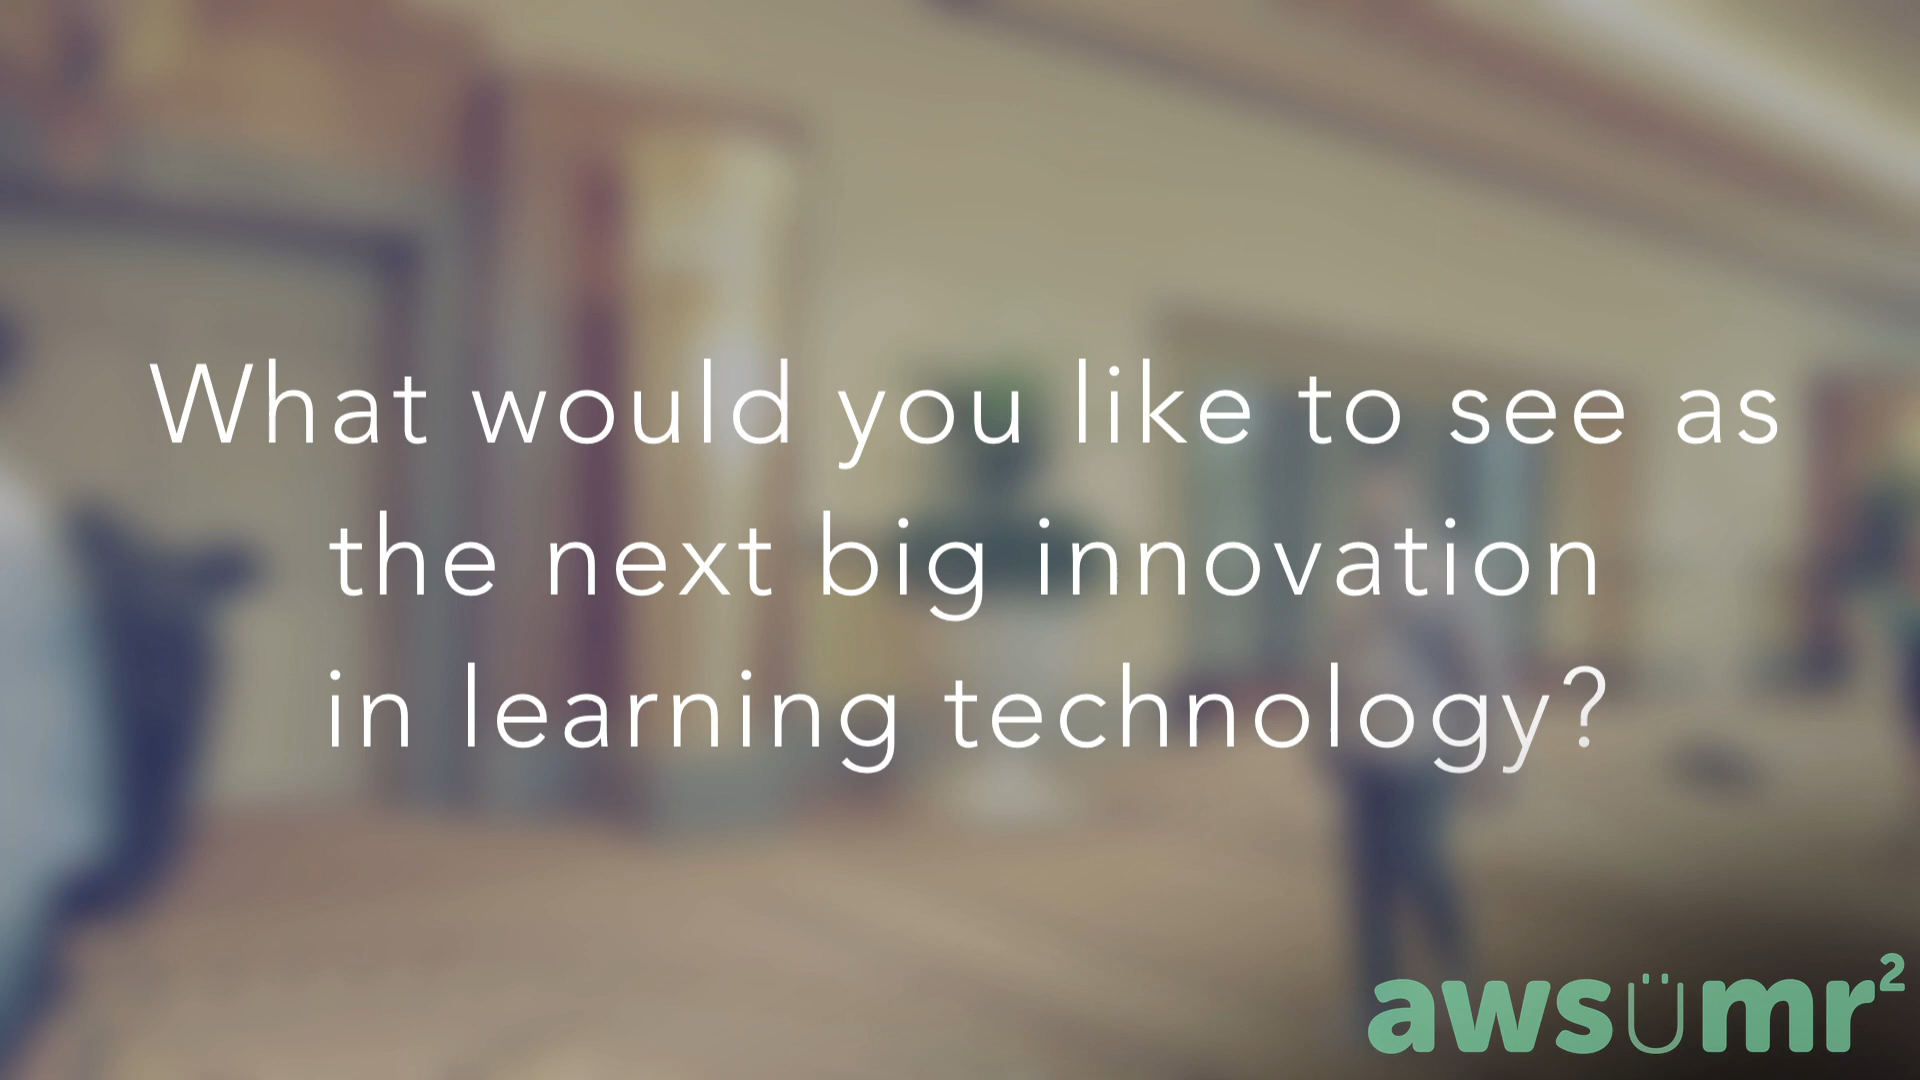 What would you like to see as
the next big innovation
in learning technology?
awsümr²